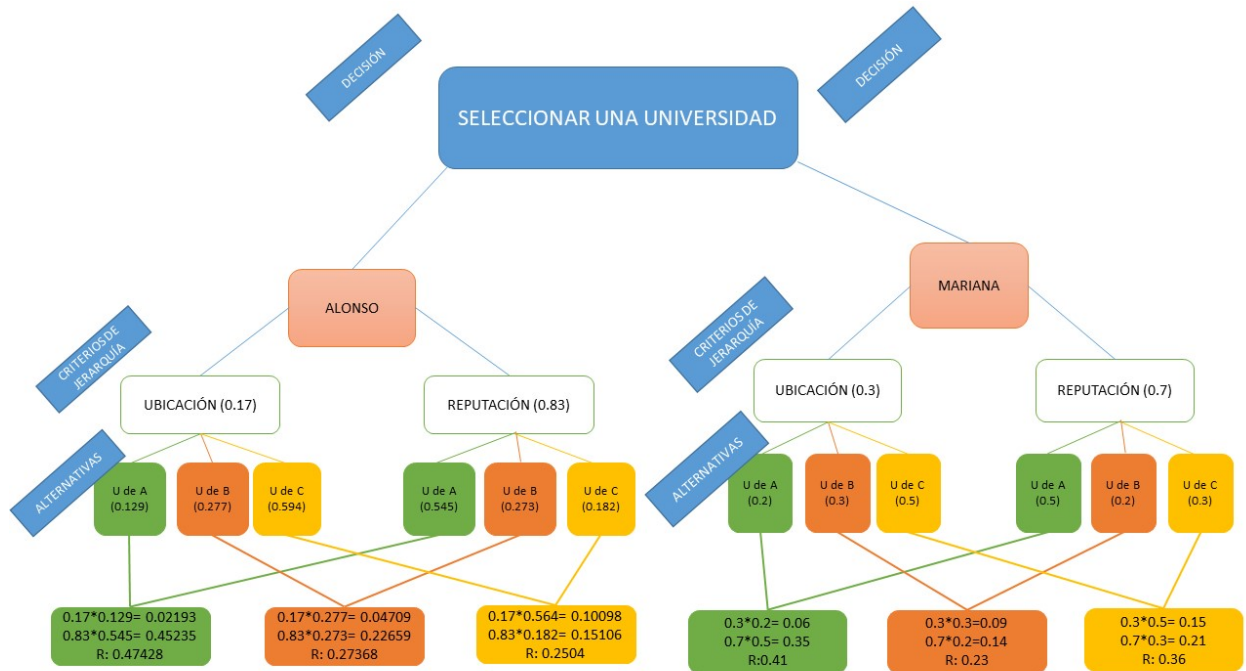 DECISIÓN
DECISIÓN
SELECCIONAR UNA UNIVERSIDAD
ALONSO
MARIANA
CRITERIOS DE
JERARQUÍA
CRITERIOS DE
JERARQUÍA
UBICACIÓN (0.17)
REPUTACIÓN (0.83)
UBICACIÓN (0.3)
REPUTACIÓN (0.7)
ALTERNATIVAS
U de A
(0.129)
U de B
(0.277)
U de C
(0.594)
U de A
(0.545)
U de B
(0.273)
U de C
(0.182)
ALTERNATIVAS
U de A
(0.2)
U de B
(0.3)
U de C
(0.5)
U de A
(0.5)
U de B
(0.2)
U de C
(0.3)
0.17*0.129= 0.02193
0.83*0.545= 0.45235
R: 0.47428
0.17*0.277= 0.04709
0.83*0.273= 0.22659
R: 0.27368
0.17*0.564= 0.10098
0.83*0.182= 0.15106
R: 0.2504
0.3*0.2= 0.06
0.7*0.5= 0.35
R:0.41
0.3*0.3=0.09
0.7*0.2=0.14
R: 0.23
0.3*0.5= 0.15
0.7*0.3= 0.21
R: 0.36